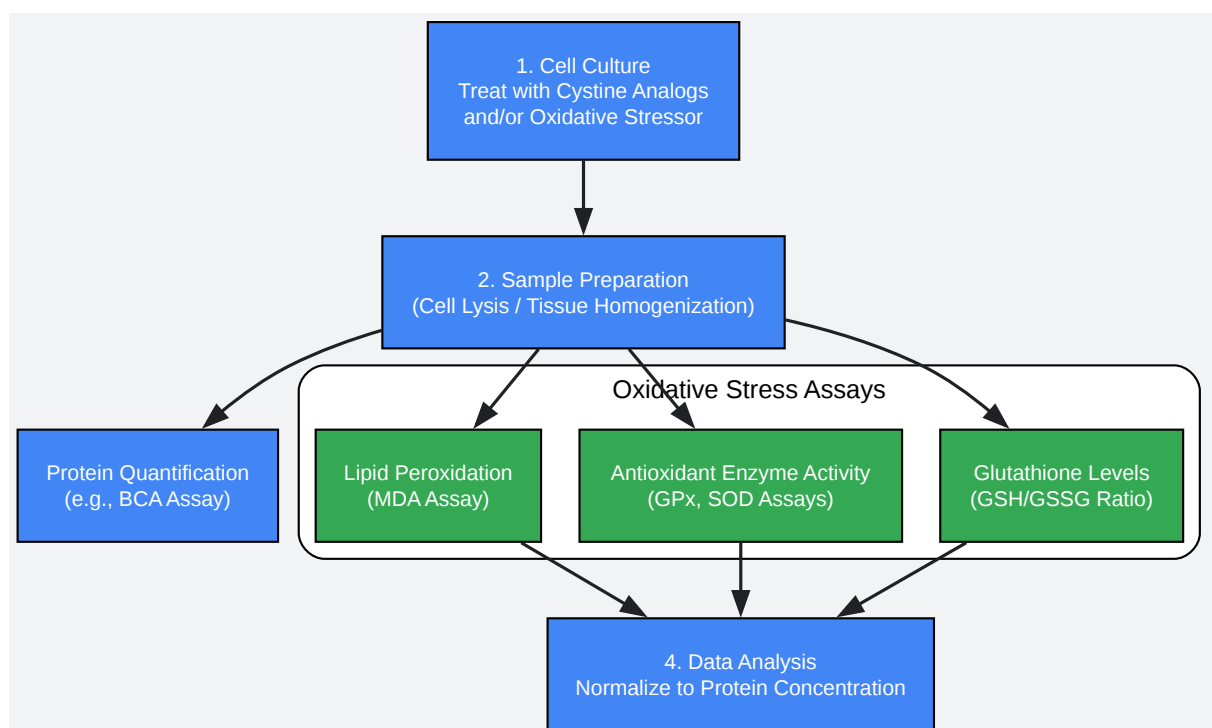 1. Cell Culture
Treat with Cystine Analogs
and/or Oxidative Stressor
2. Sample Preparation
(Cell Lysis / Tissue Homogenization)
Oxidative Stress Assays
Protein Quantification
(e.g., BCA Assay)
Lipid Peroxidation
(MDA Assay)
Antioxidant Enzyme Activity
(GPx, SOD Assays)
Glutathione Levels
(GSH/GSSG Ratio)
4. Data Analysis
Normalize to Protein Concentration